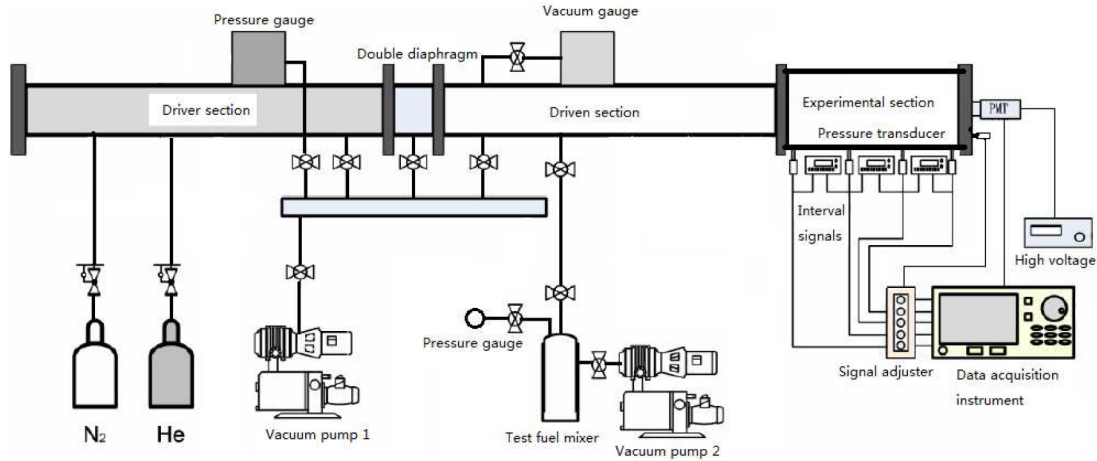 Pressure gauge
Vacuum gauge
Double diaphragm
Driver section
Driven section
Experimental section
PMT
Pressure transducer
Interval
signals
High voltage
Pressure gauge
Signal adjuster
Data acquisition
instrument
N2
He
Vacuum pump 1
Test fuel mixer
Vacuum pump 2